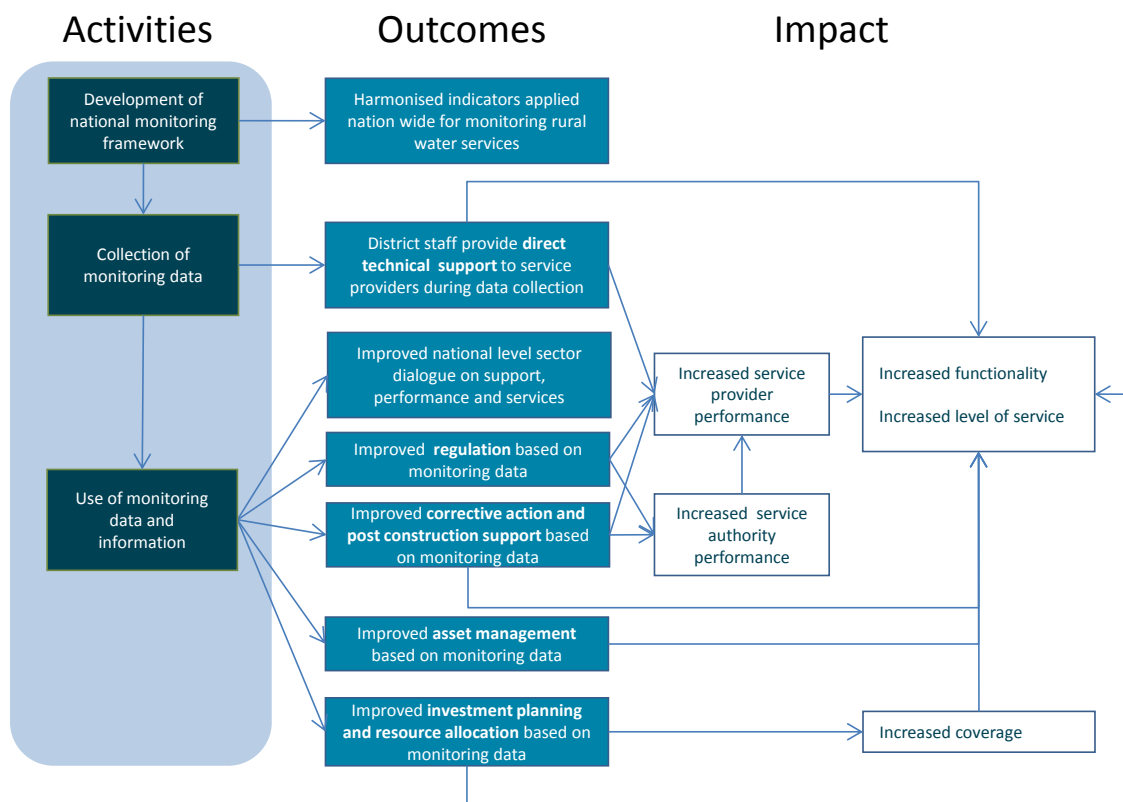 Activities
Outcomes
Impact
Development of
national monitoring
framework
Harmonised indicators applied
nation wide for monitoring rural
water services
Collection of
monitoring data
District staff provide direct
technical support to service
providers during data collection
Improved national level sector
dialogue on support,
performance and services
Increased service
provider
performance
Increased functionality
Increased level of service
Improved regulation based on
monitoring data
Use of monitoring
data and
information
Improved corrective action and
post construction support based
on monitoring data
Increased service
authority
performance
Improved asset management
based on monitoring data
Improved investment planning
and resource allocation based on
monitoring data
Increased coverage